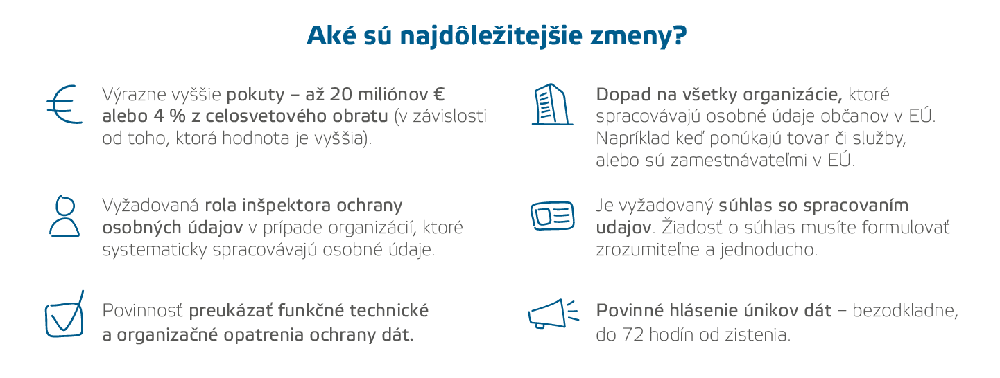 Aké sú najdôležitejšie zmeny?
Výrazne vyššie pokuty – až 20 miliónov €
alebo 4 % z celosvetového obratu (v závislosti
od toho, ktorá hodnota je vyššia).
Dopad na všetky organizácie, ktoré
spracovávajú osobné údaje občanov v EÚ.
Napríklad keď ponúkajú tovar či služby,
alebo sú zamestnávateľmi v EÚ.
Vyžadovaná rola inšpektora ochrany
osobných údajov v prípade organizácií, ktoré
systematicky spracovávajú osobné údaje.
Je vyžadovaný súhlas so spracovaním
udajov. Žiadosť o súhlas musíte formulovať
zrozumiteľne a jednoducho.
Povinnosť preukázať funkčné technické
a organizačné opatrenia ochrany dát.
Povinné hlásenie únikov dát – bezodkladne,
do 72 hodín od zistenia.